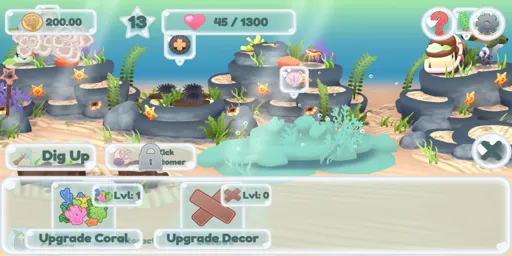 200.00
13
45 / 1300
?
Dig Up
Lvl: 1
Lvl: 0
Upgrade Coral
Upgrade Decor